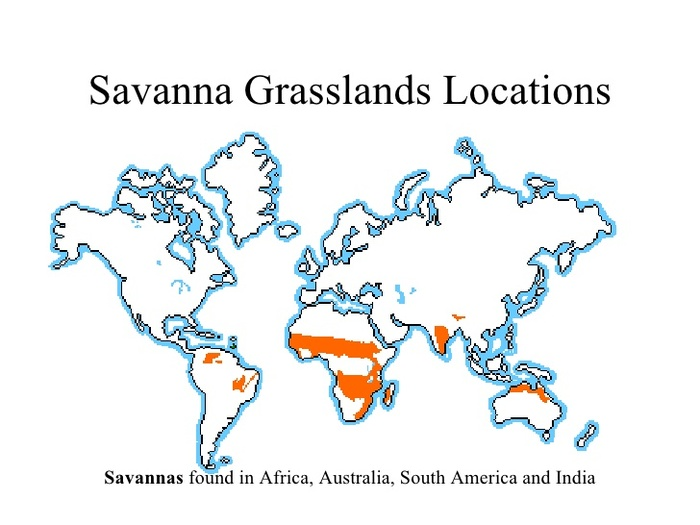 Savanna Grasslands Locations
Savannas found in Africa, Australia, South America and India